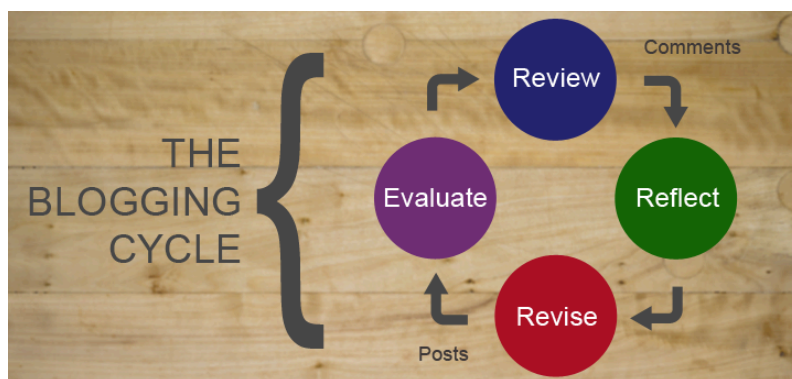 THE
BLOGGING
CYCLE
Review
Comments
Reflect
Revise
Posts
Evaluate